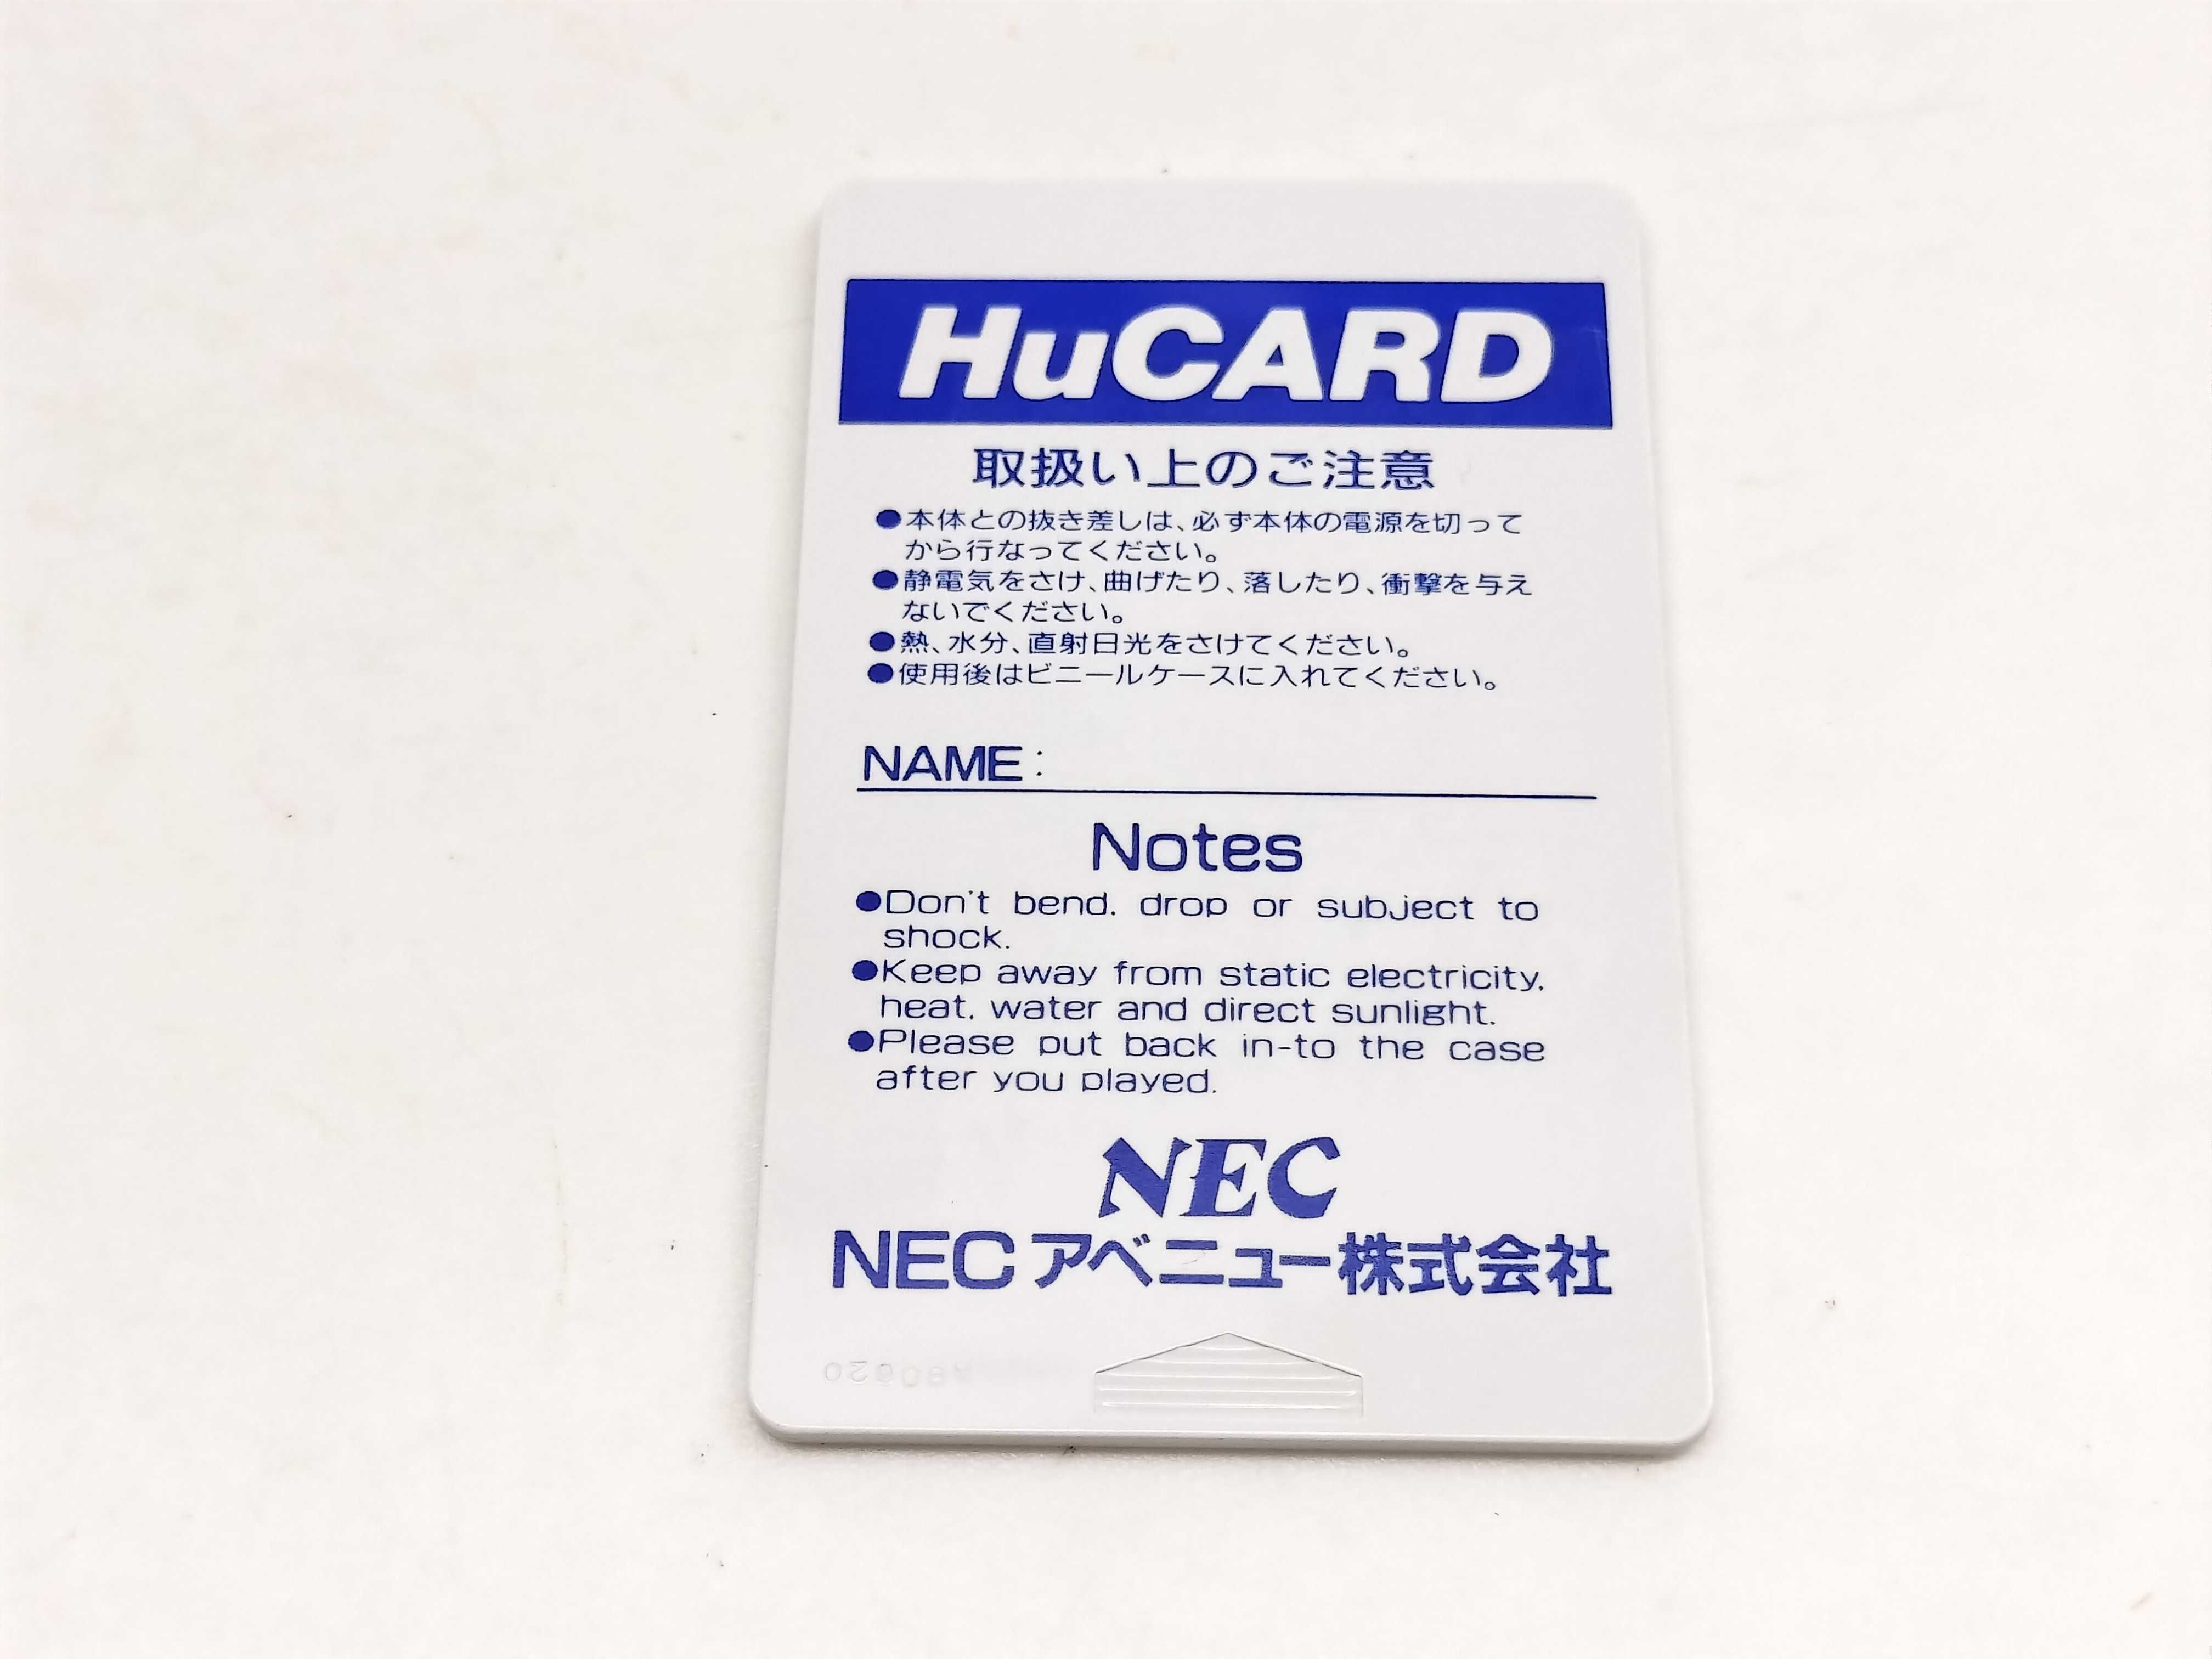 HuCARD
取扱い上のご注意
●本体との抜き差しは、必ず本体の電源を切って
から行なってください。
●静電気をさけ、曲げたり、落したり、衝撃を与え
ないでください。
●熱、水分、直射日光をさけてください。
●使用後はビニールケースに入れてください。
NAME:
Notes
●Don't bend, drop or subject to
shock.
●Keep away from static electricity,
heat, water and direct sunlight.
●Please put back in-to the case
after you played.
NEC
NECアベニュー株式会社